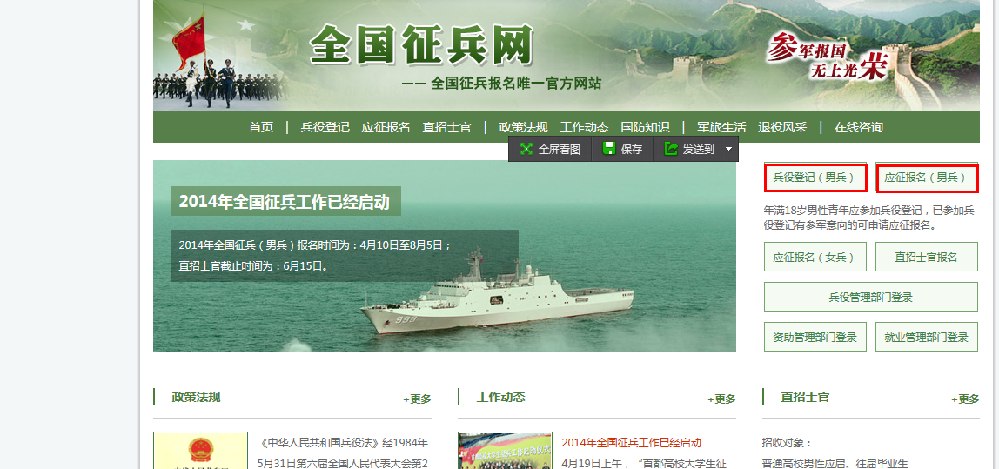 全国征兵网
参军报国
无上光荣
—— 全国征兵报名唯一官方网站
首页 | 兵役登记 应征报名 直招士官 | 政策法规 工作动态 国防知识 | 军旅生活 退役风采 | 在线咨询
全屏看图 保存 发送到
2014年全国征兵工作已经启动
2014年全国征兵（男兵）报名时间为：4月10日至8月5日；
直招士官截止时间为：6月15日。
999
兵役登记（男兵） 应征报名（男兵）
年满18岁男性青年应参加兵役登记，已参加兵
役登记有参军意向的可申请应征报名。
应征报名（女兵） 直招士官报名
兵役管理部门登录
资助管理部门登录 就业管理部门登录
政策法规 +更多
《中华人民共和国兵役法》经1984年
5月31日第六届全国人民代表大会第2
工作动态 +更多
2014年全国征兵工作已经启动
4月19日上午，“首都高校大学生征
直招士官 +更多
招收对象：
普通高校男性应届、往届毕业生